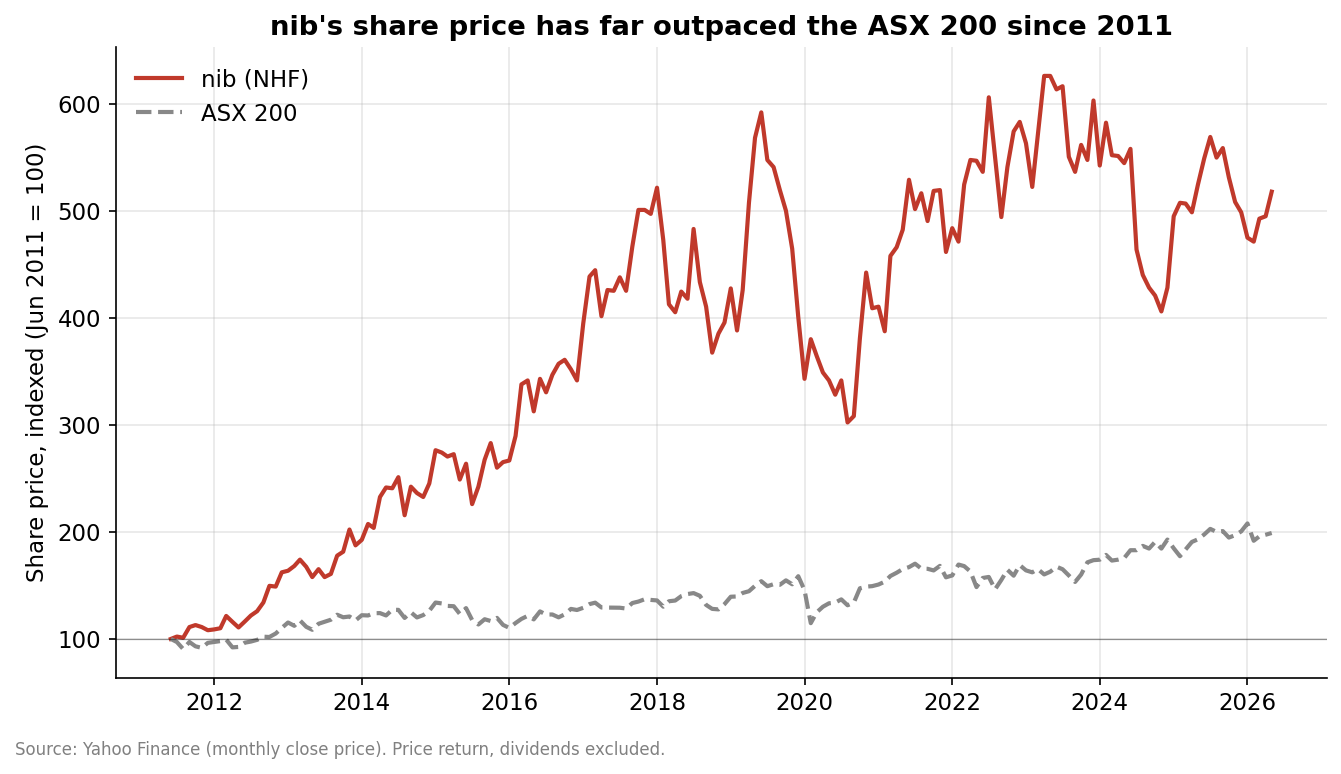 nib's share price has far outpaced the ASX 200 since 2011
nib (NHF)
ASX 200
Share price, indexed (Jun 2011 = 100)
600
500
400
300
200
100
2012 2014 2016 2018 2020 2022 2024 2026
Source: Yahoo Finance (monthly close price). Price return, dividends excluded.